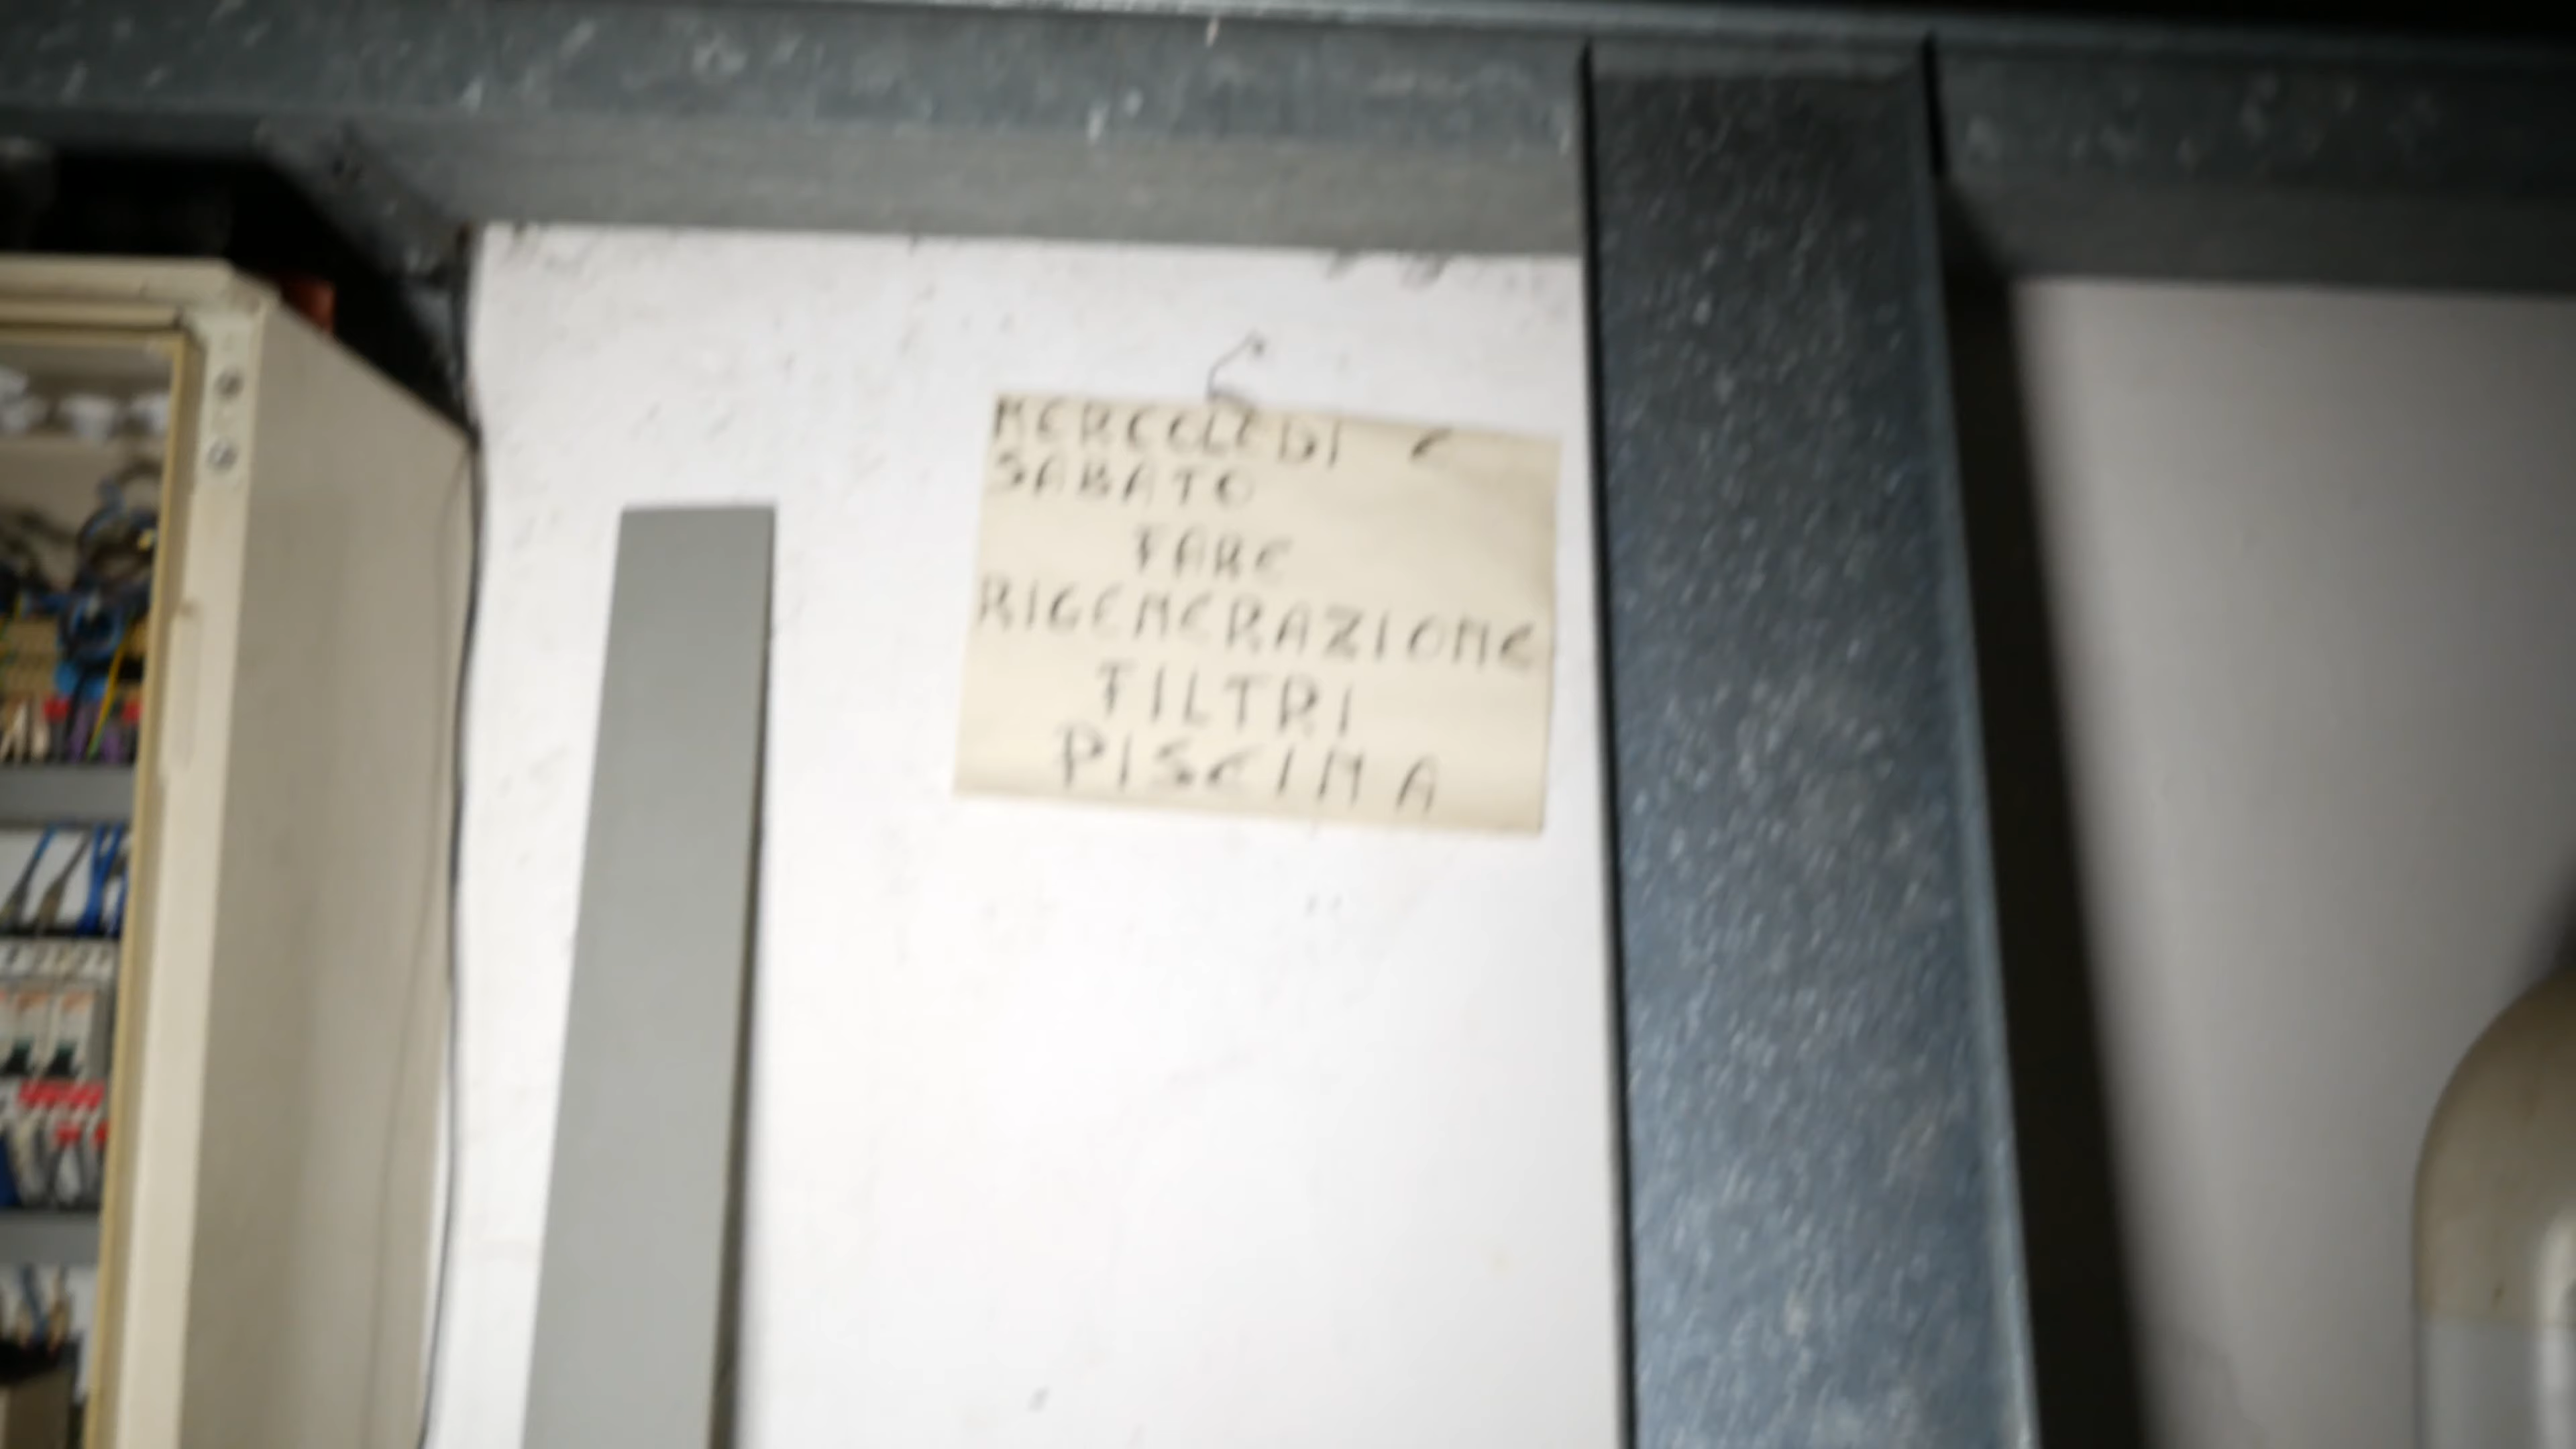 MERCOLEDI E
SABATO
FARE
RIGENERAZIONE
FILTRI
PISCINA